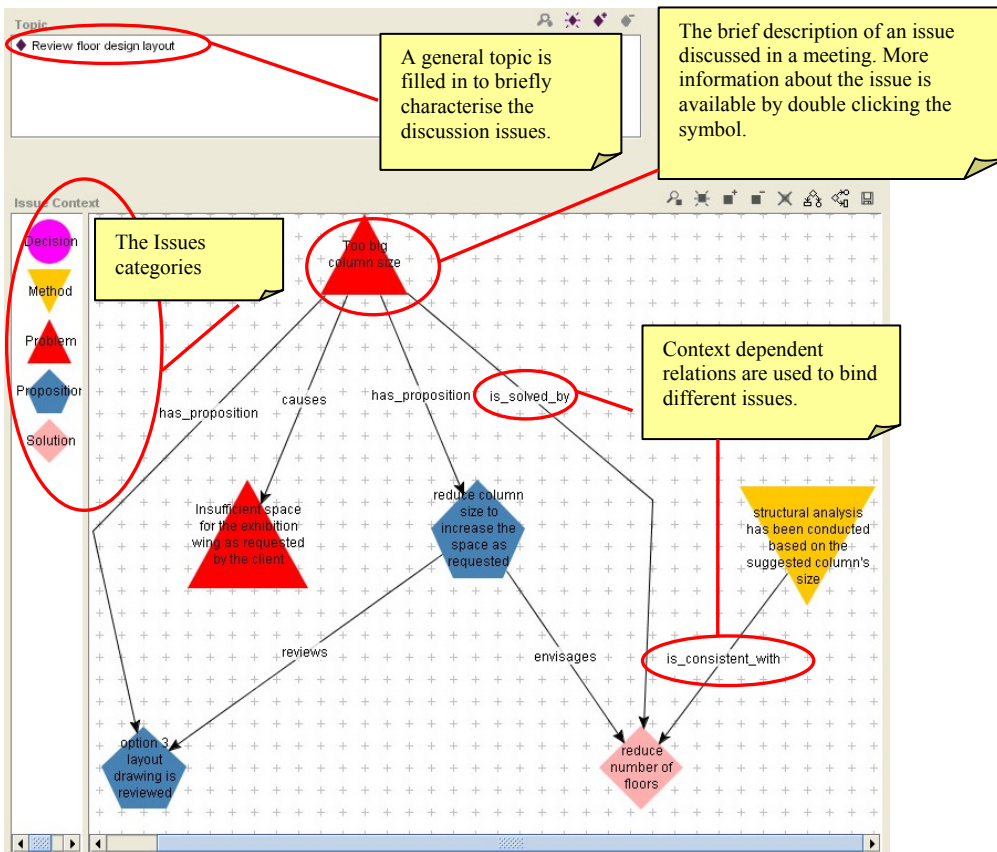 Topic
Review floor design layout
A general topic is
filled in to briefly
characterise the
discussion issues.
The brief description of an issue
discussed in a meeting. More
information about the issue is
available by double clicking the
symbol.
Issue Context
Decision
Method
Problem
Proposition
Solution
The Issues
categories
Too big
column size
Context dependent
relations are used to bind
different issues.
has_proposition
causes
has_proposition
is_solved_by
Insufficient space
for the exhibition
wing as requested
by the client
reduce column
size to
increase the
space as
requested
structural analysis
has been conducted
based on the
suggested column's
size
reviews
envisages
is_consistent_with
option 3
layout
drawing is
reviewed
reduce
number of
floors